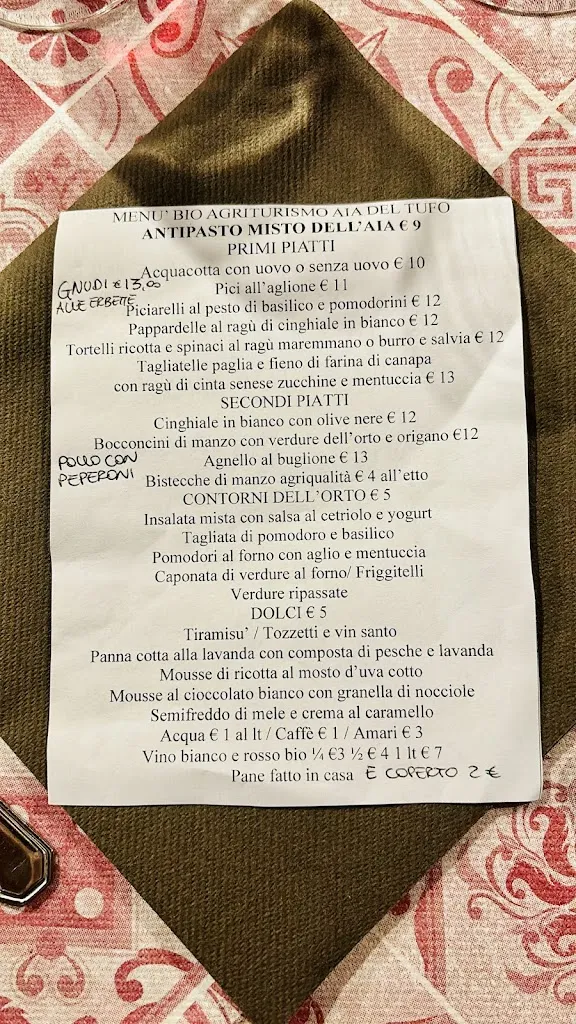 MENU' BIO AGRITURISMO AIA DEL TUFO
ANTIPASTO MISTO DELL'AIA € 9
PRIMI PIATTI
Acquacotta con uovo o senza uovo € 10
Pici all'aglione € 11
GNUDI € 13,00
ALLE ERBETTE
Piciarelli al pesto di basilico e pomodorini € 12
Pappardelle al ragù di cinghiale in bianco € 12
Tortelli ricotta e spinaci al ragù maremmano o burro e salvia € 12
Tagliatelle paglia e fieno di farina di canapa
con ragù di cinta senese zucchine e mentuccia € 13
SECONDI PIATTI
Cinghiale in bianco con olive nere € 12
Bocconcini di manzo con verdure dell'orto e origano €12
POLLO CON
PEPERONI
Agnello al buglione € 13
Bistecche di manzo agriqualità € 4 all'etto
CONTORNI DELL'ORTO € 5
Insalata mista con salsa al cetriolo e yogurt
Tagliata di pomodoro e basilico
Pomodori al forno con aglio e mentuccia
Caponata di verdure al forno/ Friggitelli
Verdure ripassate
DOLCI € 5
Tiramisu' / Tozzetti e vin santo
Panna cotta alla lavanda con composta di pesche e lavanda
Mousse di ricotta al mosto d'uva cotto
Mousse al cioccolato bianco con granella di nocciole
Semifreddo di mele e crema al caramello
Acqua € 1 al lt / Caffè € 1 / Amari € 3
Vino bianco e rosso bio ¼ €3 ½ € 4 1 lt € 7
Pane fatto in casa E COPERTO 2 €